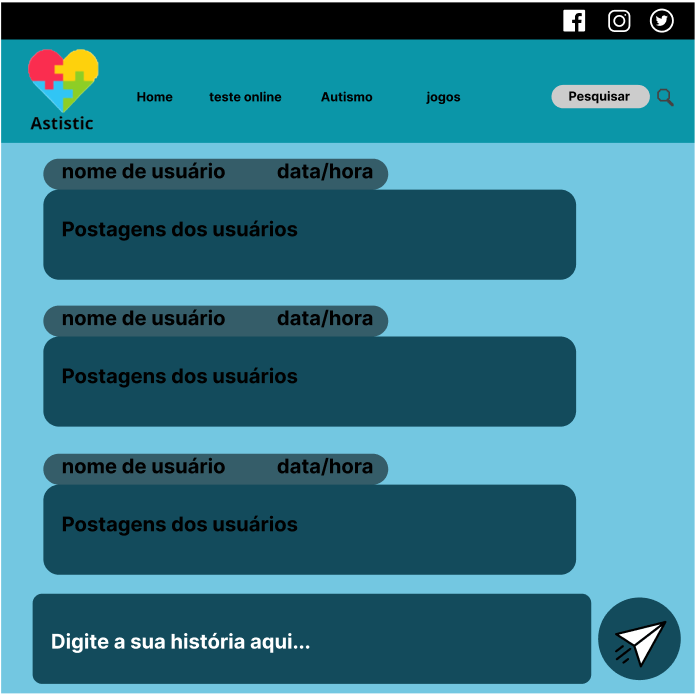 Astistic
Home teste online Autismo jogos Pesquisar
nome de usuário data/hora
Postagens dos usuários
nome de usuário data/hora
Postagens dos usuários
nome de usuário data/hora
Postagens dos usuários
Digite a sua história aqui...